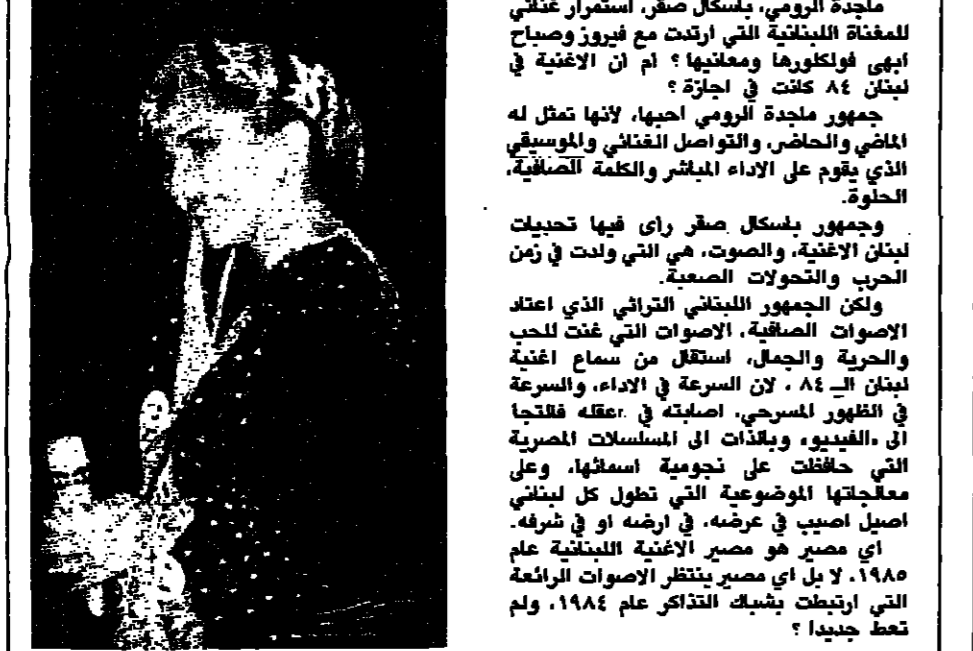 ماجدة الرومي، باسكال صقر، استمرار غنائي
للمغناة اللبنانية التي ارتدت مع فيروز وصباح
ابهى فولكلورها ومعانيها ؟ ام ان الاغنية في
لبنان ٨٤ كانت في اجازة ؟
جمهور ماجدة الرومي احبها، لأنها تمثل له
الماضي والحاضر، والتواصل الغنائي والموسيقي
الذي يقوم على الاداء المباشر والكلمة الصافية،
الحلوة.
وجمهور باسكال صقر رأى فيها تحديات
لبنان الاغنية، والصوت، هي التي ولدت في زمن
الحرب والتحولات الصعبة.
ولكن الجمهور اللبناني التراثي الذي اعتاد
الاصوات الصافية، الاصوات التي غنت للحب
والحرية والجمال، استقال من سماع اغنية
لبنان الـ ٨٤ ، لان السرعة في الاداء، والسرعة
في الظهور المسرحي، اصابته في عقله فالتجا
الى «الفيديو» وبالذات الى المسلسلات المصرية
التي حافظت على نجومية اسمائها، وعلى
معالجاتها الموضوعية التي تطول كل لبناني
اصيل اصيب في عرضه، في ارضه او في شرفه.
اي مصير هو مصير الاغنية اللبنانية عام
١٩٨٥، لا بل اي مصير ينتظر الاصوات الرائعة
التي ارتبطت بشباك التذاكر عام ١٩٨٤، ولم
تعط جديدا ؟